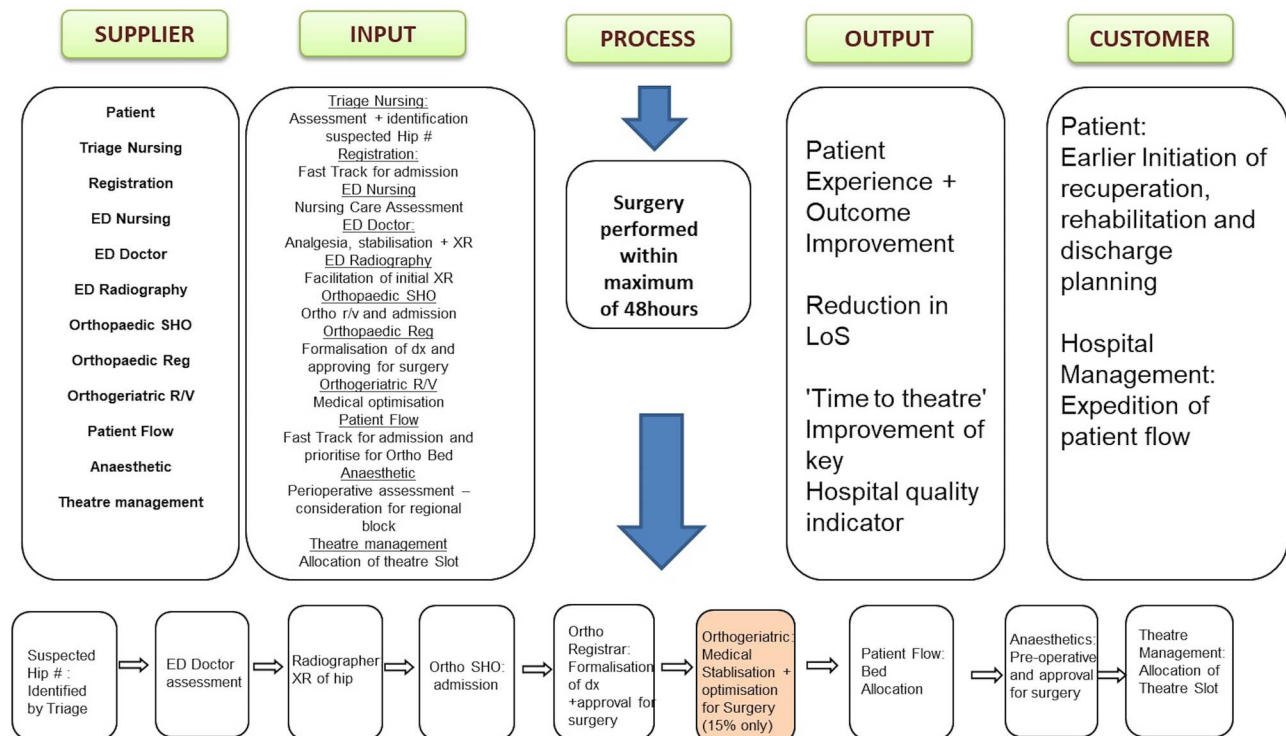 SUPPLIER
INPUT
PROCESS
OUTPUT
CUSTOMER
Patient
Triage Nursing
Registration
ED Nursing
ED Doctor
ED Radiography
Orthopaedic SHO
Orthopaedic Reg
Orthogeriatric R/V
Patient Flow
Anaesthetic
Theatre management
Triage Nursing:
Assessment + identification
suspected Hip #
Registration:
Fast Track for admission
ED Nursing
Nursing Care Assessment
ED Doctor:
Analgesia, stabilisation + XR
ED Radiography
Facilitation of initial XR
Orthopaedic SHO
Ortho r/v and admission
Orthopaedic Reg
Formalisation of dx and
approving for surgery
Orthogeriatric R/V
Medical optimisation
Patient Flow
Fast Track for admission and
prioritise for Ortho Bed
Anaesthetic
Perioperative assessment –
consideration for regional
block
Theatre management
Allocation of theatre Slot
Surgery
performed
within
maximum
of 48hours
Patient
Experience +
Outcome
Improvement
Reduction in
LoS
'Time to theatre'
Improvement of
key
Hospital quality
indicator
Patient:
Earlier Initiation of
recuperation,
rehabilitation and
discharge
planning
Hospital
Management:
Expedition of
patient flow
Suspected
Hip # :
Identified
by Triage
ED Doctor
assessment
Radiographer
XR of hip
Ortho SHO:
admission
Ortho
Registrar:
Formalisation
of dx
+approval for
surgery
Orthogeriatric:
Medical
Stablisation +
optimisation
for Surgery
(15% only)
Patient Flow:
Bed
Allocation
Anaesthetics:
Pre-operative
and approval
for surgery
Theatre
Management:
Allocation of
Theatre Slot